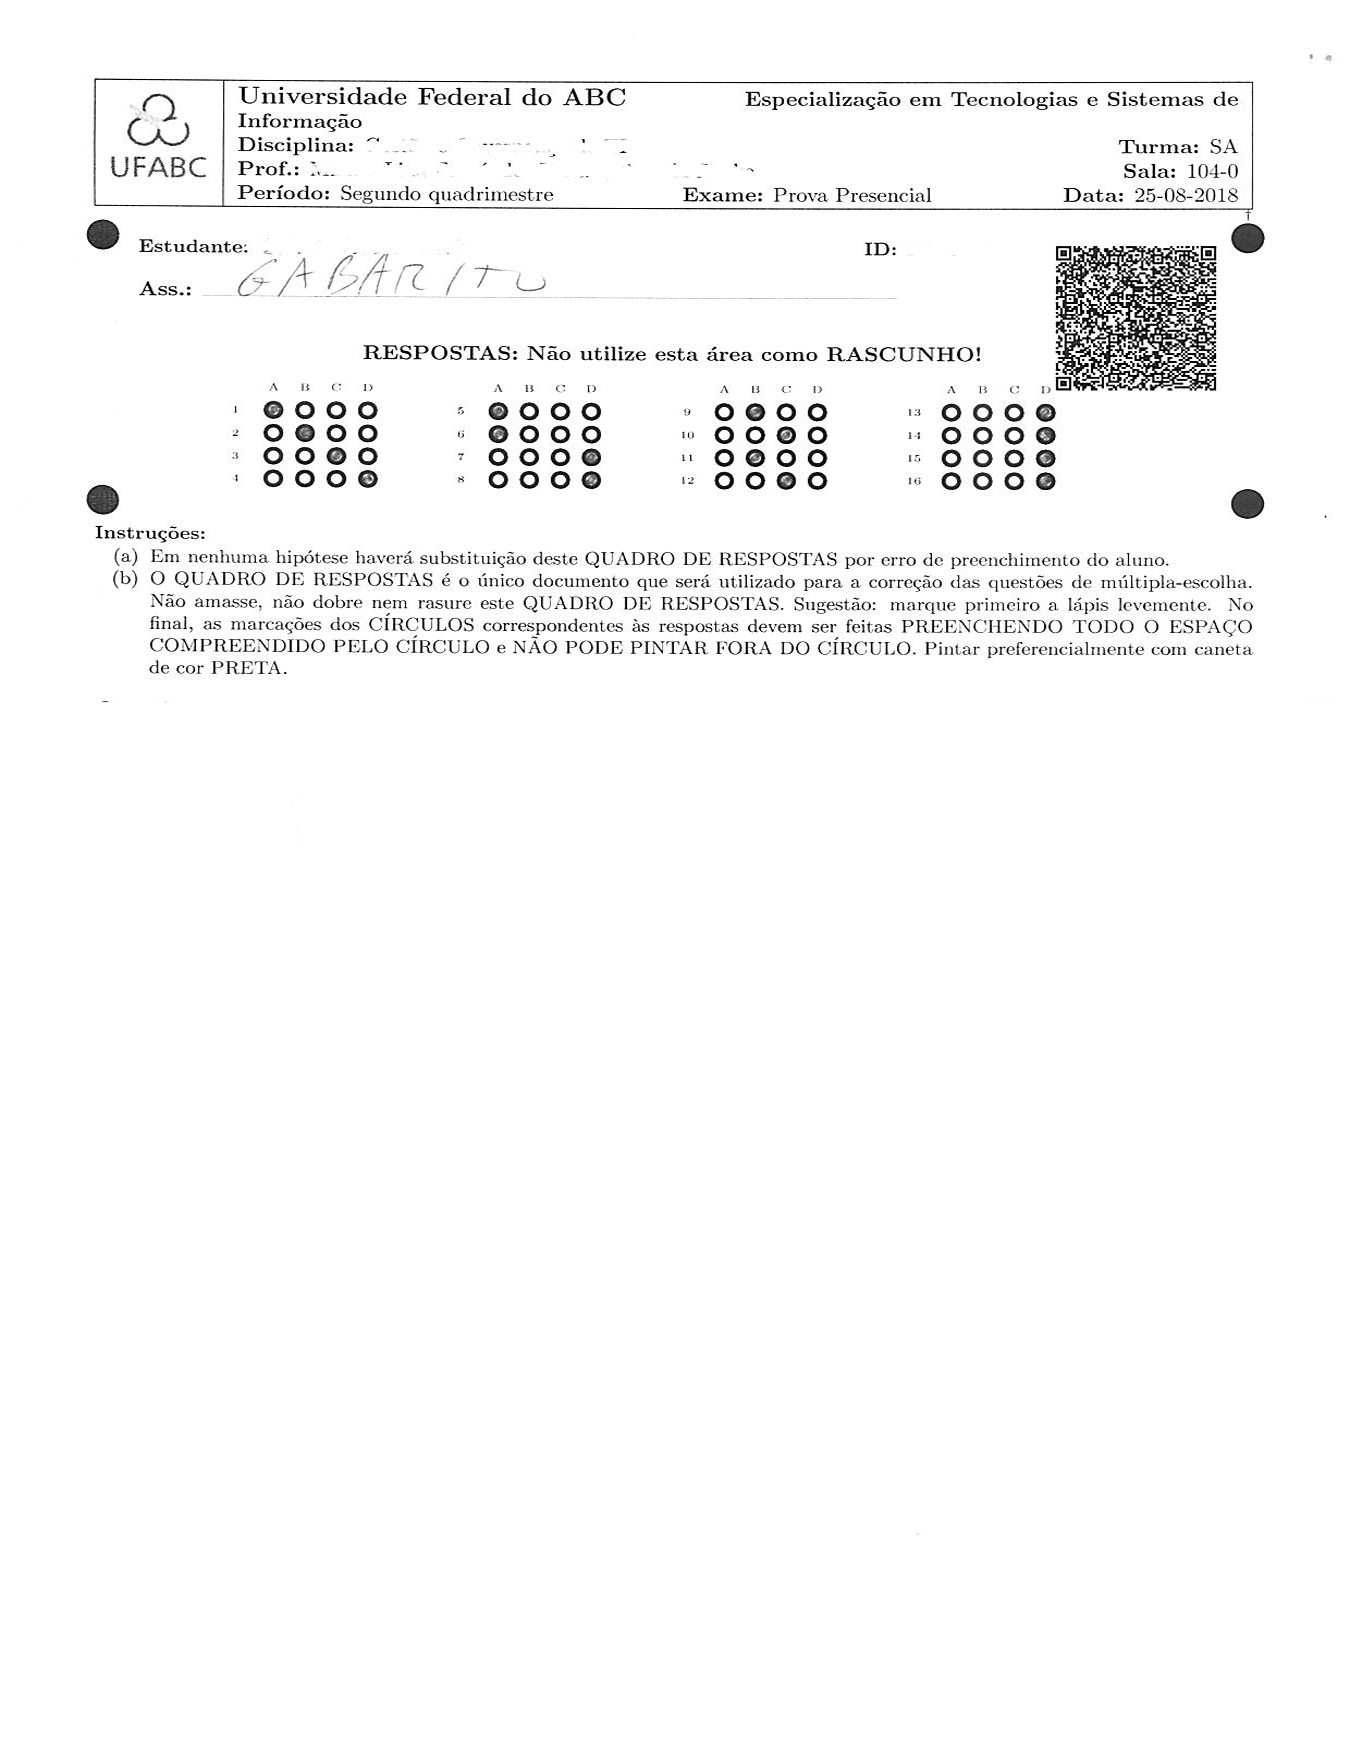 UFABC
Universidade Federal do ABC Especialização em Tecnologias e Sistemas de
Informação
Disciplina: Turma: SA
Prof.: Sala: 104-0
Período: Segundo quadrimestre Exame: Prova Presencial Data: 25-08-2018
Estudante: ID:
Ass.: GABARITO
RESPOSTAS: Não utilize esta área como RASCUNHO!
A B C D A B C D A B C D A B C D
1 5 9 13
2 6 10 14
3 7 11 15
4 8 12 16
Instruções:
(a) Em nenhuma hipótese haverá substituição deste QUADRO DE RESPOSTAS por erro de preenchimento do aluno.
(b) O QUADRO DE RESPOSTAS é o único documento que será utilizado para a correção das questões de múltipla-escolha.
Não amasse, não dobre nem rasure este QUADRO DE RESPOSTAS. Sugestão: marque primeiro a lápis levemente. No
final, as marcações dos CÍRCULOS correspondentes às respostas devem ser feitas PREENCHENDO TODO O ESPAÇO
COMPREENDIDO PELO CÍRCULO e NÃO PODE PINTAR FORA DO CÍRCULO. Pintar preferencialmente com caneta
de cor PRETA.